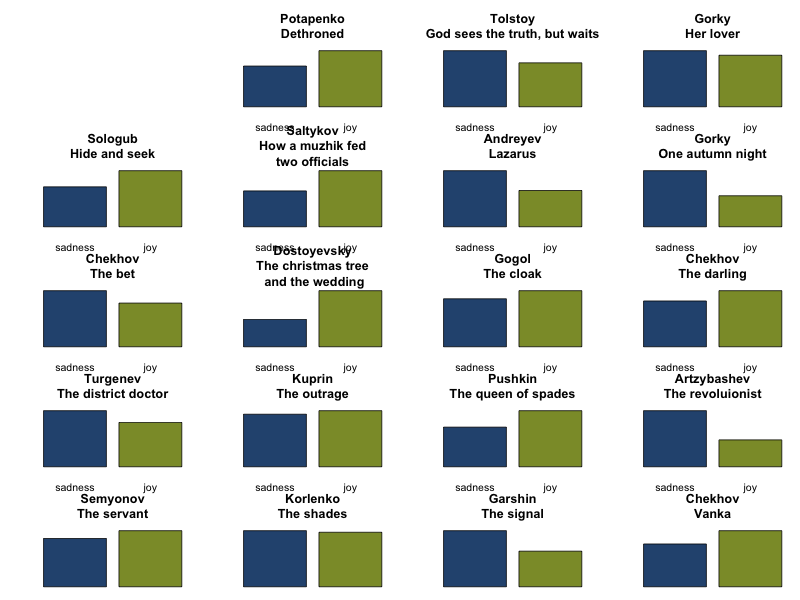 Potapenko
Dethroned
Tolstoy
God sees the truth, but waits
Gorky
Her lover
sadness joy
sadness joy
sadness joy
Sologub
Hide and seek
Saltykov
How a muzhik fed
two officials
Andreyev
Lazarus
Gorky
One autumn night
sadness joy
sadness joy
sadness joy
sadness joy
Chekhov
The bet
Dostoyevsky
The christmas tree
and the wedding
Gogol
The cloak
Chekhov
The darling
sadness joy
sadness joy
sadness joy
sadness joy
Turgenev
The district doctor
Kuprin
The outrage
Pushkin
The queen of spades
Artzybashev
The revoluionist
sadness joy
sadness joy
sadness joy
sadness joy
Semyonov
The servant
Korlenko
The shades
Garshin
The signal
Chekhov
Vanka